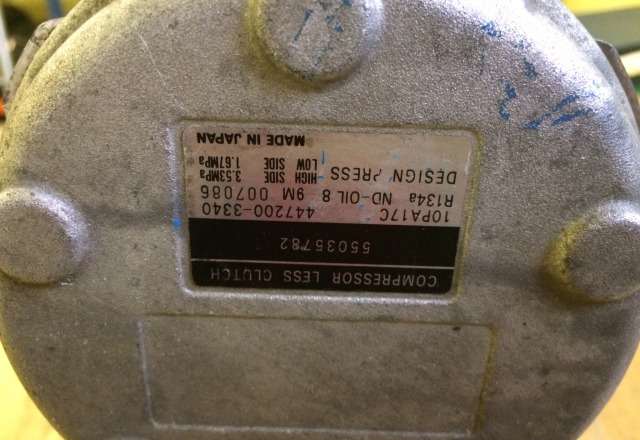 COMPRESSOR LESS CLUTCH
55035782
10PA17C 447200-3340
R134a ND-OIL 8 9M 007086
DESIGN PRESS HIGH SIDE 3.53MPa
LOW SIDE 1.67MPa
MADE IN JAPAN